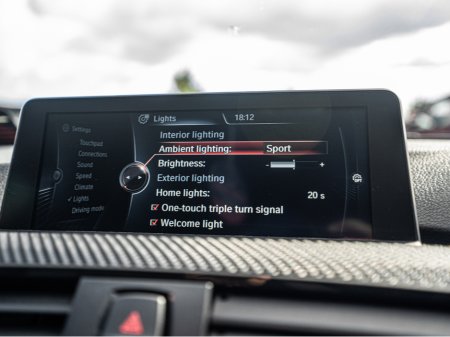 Settings
Touchpad
Connections
Sound
Speed
Climate
Lights
Driving mode
Lights 18:12
Interior lighting
Ambient lighting: Sport
Brightness: - +
Exterior lighting
Home lights: 20 s
One-touch triple turn signal
Welcome light